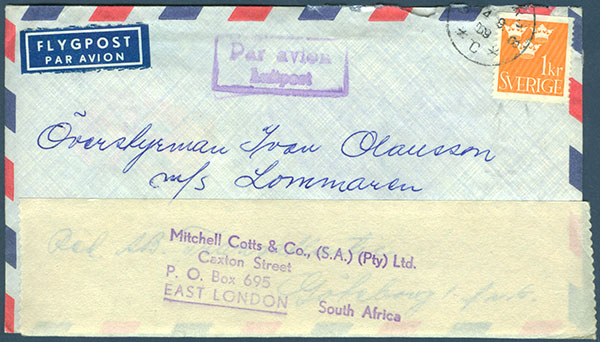 FLYGPOST
PAR AVION
Par avion
Luftpost
1 kr
SVERIGE
Överstyrman Ivan Olausson
m/s Lommaren
Mitchell Cotts & Co., (S.A.) (Pty) Ltd.
Caxton Street
P. O. Box 695
EAST LONDON
South Africa